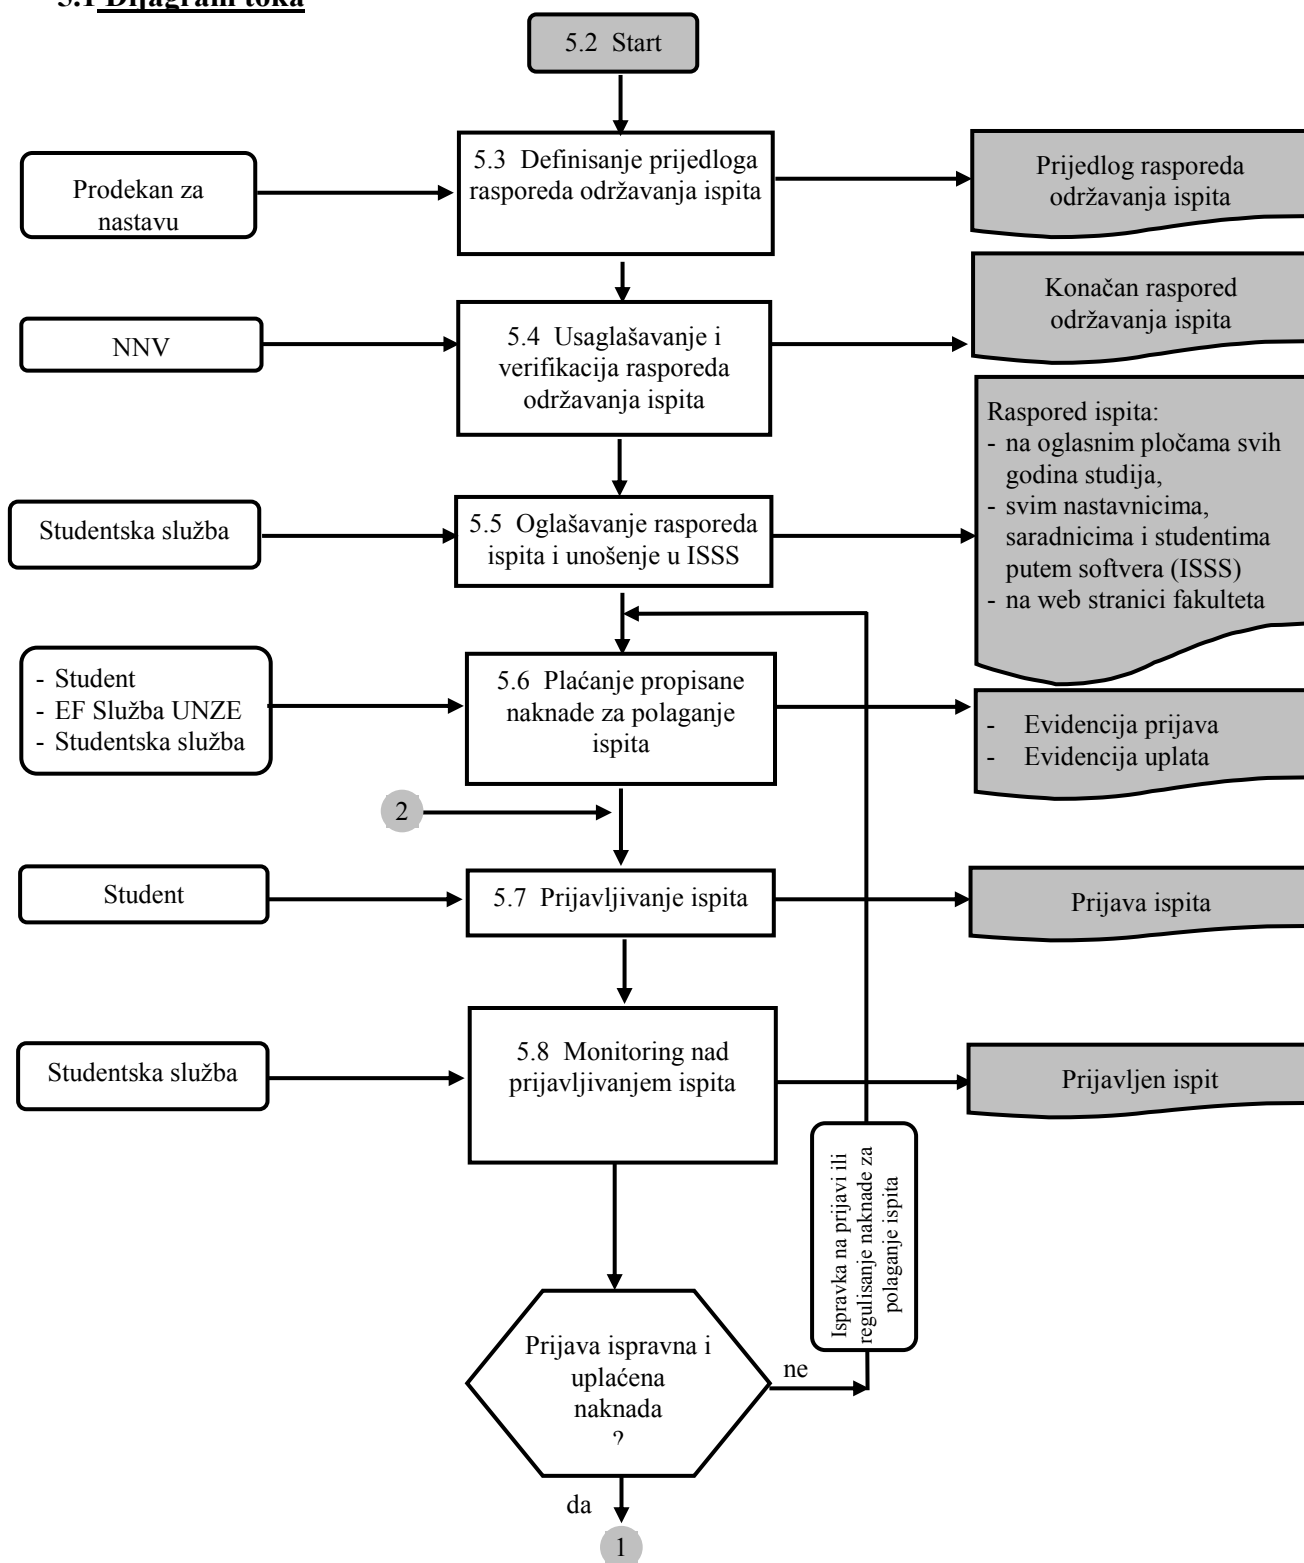 5.1 Dijagram toka
5.2 Start
Prodekan za
nastavu
5.3 Definisanje prijedloga
rasporeda održavanja ispita
Prijedlog rasporeda
održavanja ispita
NNV
5.4 Usaglašavanje i
verifikacija rasporeda
održavanja ispita
Konačan raspored
održavanja ispita
Studentska služba
5.5 Oglašavanje rasporeda
ispita i unošenje u ISSS
Raspored ispita:
- na oglasnim pločama svih
godina studija,
- svim nastavnicima,
saradnicima i studentima
putem softvera (ISSS)
- na web stranici fakulteta
- Student
- EF Služba UNZE
- Studentska služba
5.6 Plaćanje propisane
naknade za polaganje
ispita
- Evidencija prijava
- Evidencija uplata
2
Student
5.7 Prijavljivanje ispita
Prijava ispita
Studentska služba
5.8 Monitoring nad
prijavljivanjem ispita
Prijavljen ispit
Ispravka na prijavi ili
regulisanje naknade za
polaganje ispita
Prijava ispravna i
uplaćena
naknada
?
ne
da
1